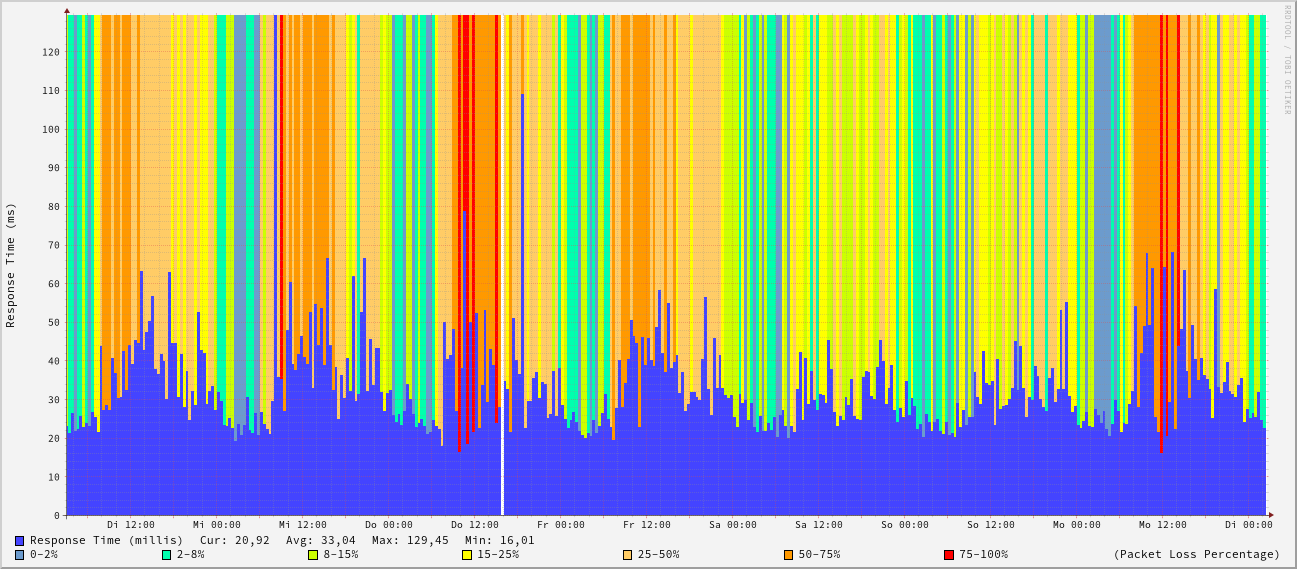 RRDTOOL / TOBI OETIKER
Response Time (ms)
120
110
100
90
80
70
60
50
40
30
20
10
0
Di 12:00 Mi 00:00 Mi 12:00 Do 00:00 Do 12:00 Fr 00:00 Fr 12:00 Sa 00:00 Sa 12:00 So 00:00 So 12:00 Mo 00:00 Mo 12:00 Di 00:00
Response Time (millis) Cur: 20,92 Avg: 33,04 Max: 129,45 Min: 16,01
0-2% 2-8% 8-15% 15-25% 25-50% 50-75% 75-100% (Packet Loss Percentage)